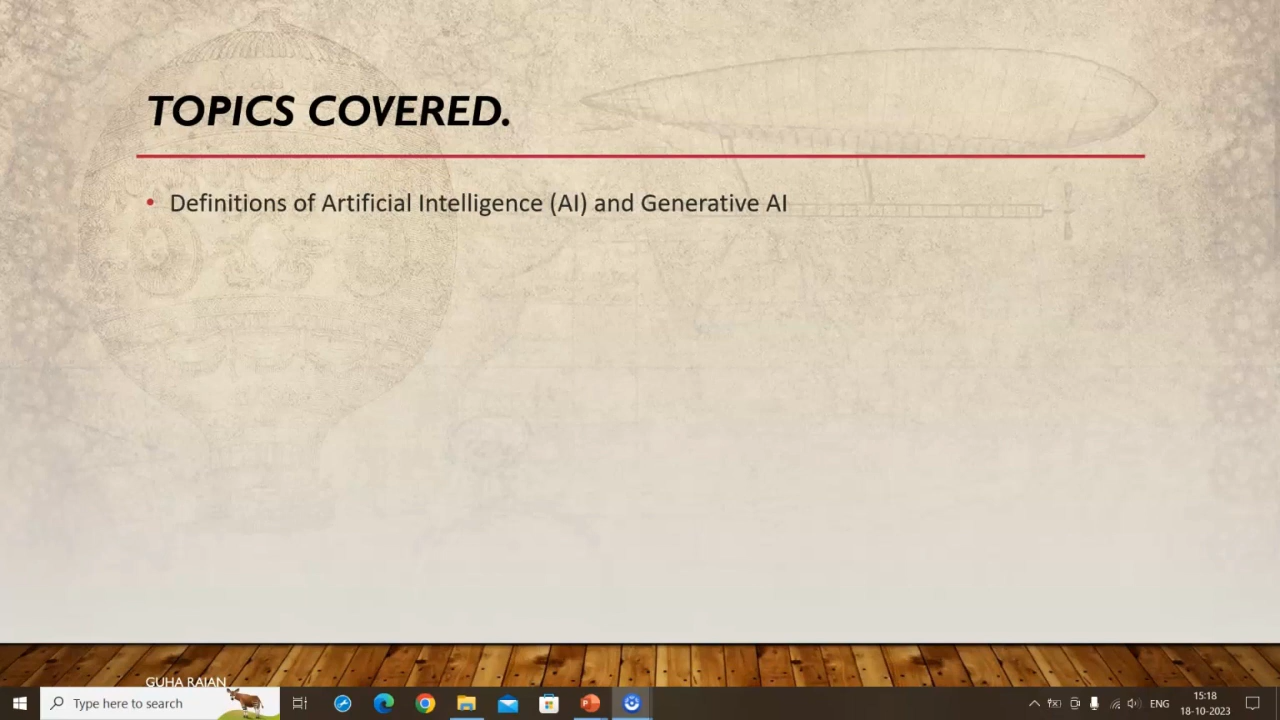 TOPICS COVERED.
• Definitions of Artificial Intelligence (AI) and Generative AI
GUHA RAJAN
Type here to search
ENG
15:18
18-10-2023